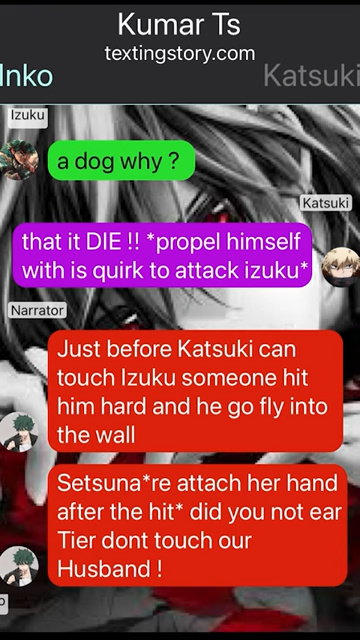 Kumar Ts
textingstory.com
Inko Katsuki
Izuku
a dog why ?
Katsuki
that it DIE !! *propel himself
with is quirk to attack izuku*
Narrator
Just before Katsuki can
touch Izuku someone hit
him hard and he go fly into
the wall
Setsuna*re attach her hand
after the hit* did you not ear
Tier dont touch our
Husband !